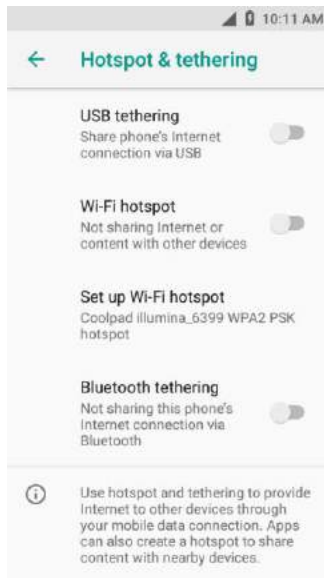 10:11 AM
Hotspot & tethering
USB tethering
Share phone's Internet
connection via USB
Wi-Fi hotspot
Not sharing Internet or
content with other devices
Set up Wi-Fi hotspot
Coolpad illumina_6399 WPA2 PSK
hotspot
Bluetooth tethering
Not sharing this phone's
Internet connection via
Bluetooth
Use hotspot and tethering to provide
Internet to other devices through
your mobile data connection. Apps
can also create a hotspot to share
content with nearby devices.